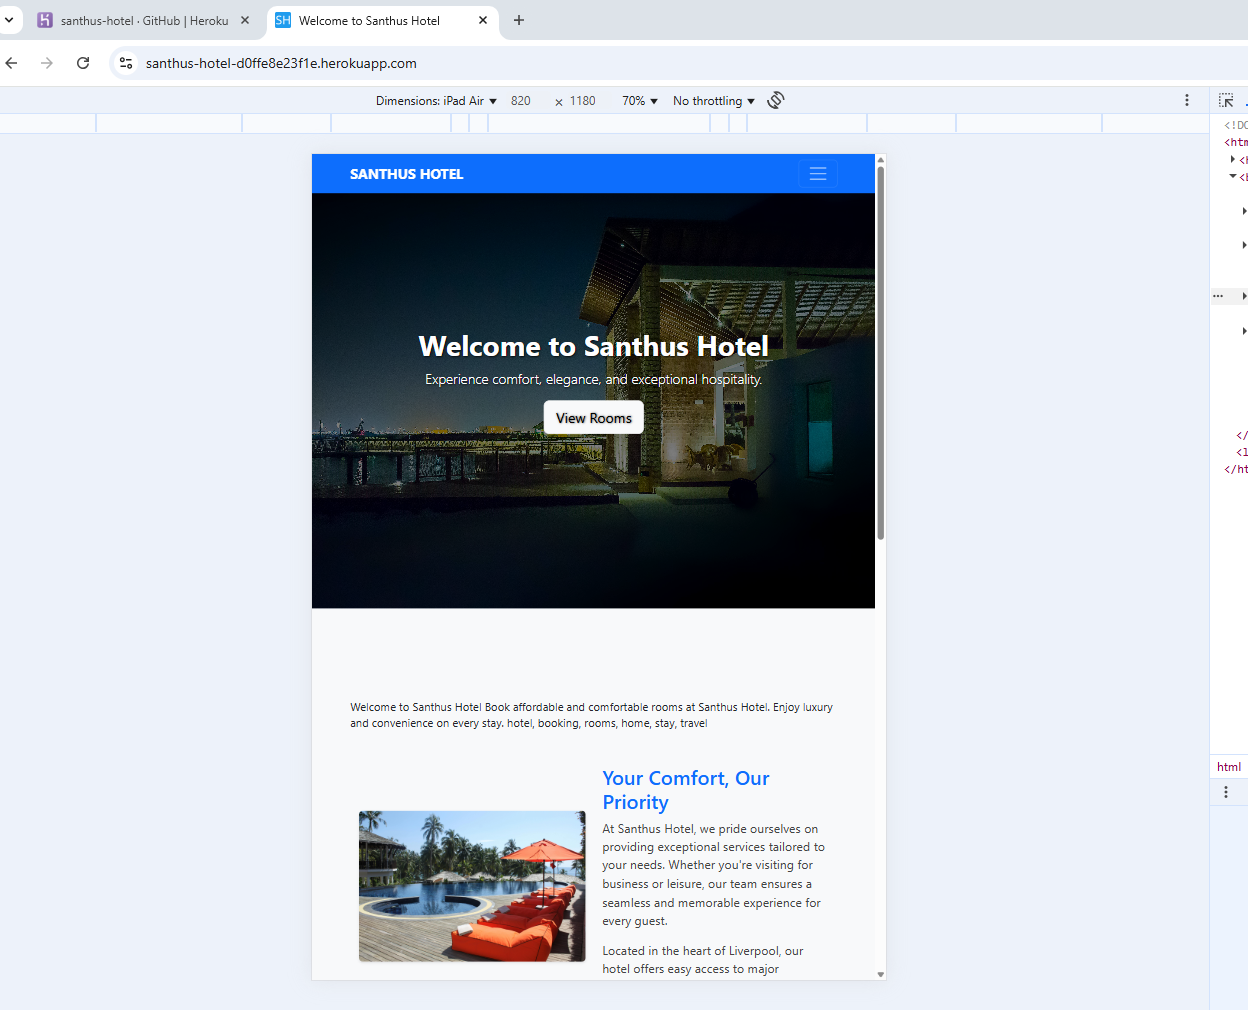 santhus-hotel · GitHub | Heroku
SH Welcome to Santhus Hotel
santhus-hotel-d0ffe8e23f1e.herokuapp.com
Dimensions: iPad Air 820 × 1180 70% No throttling
SANTHUS HOTEL
Welcome to Santhus Hotel
Experience comfort, elegance, and exceptional hospitality.
View Rooms
Welcome to Santhus Hotel Book affordable and comfortable rooms at Santhus Hotel. Enjoy luxury
and convenience on every stay. hotel, booking, rooms, home, stay, travel
Your Comfort, Our
Priority
At Santhus Hotel, we pride ourselves on
providing exceptional services tailored to
your needs. Whether you're visiting for
business or leisure, our team ensures a
seamless and memorable experience for
every guest.
Located in the heart of Liverpool, our
hotel offers easy access to major
<!DO
<htm
<h
<b
...
</
<l
</ht
html